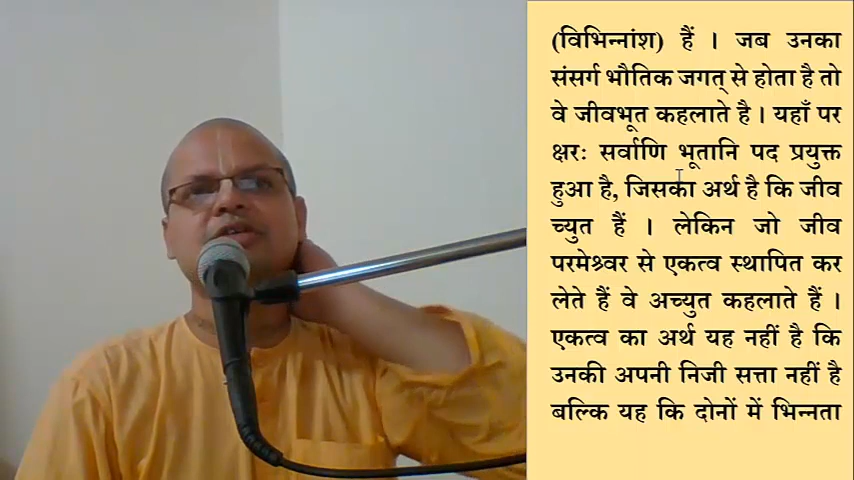 (विभिन्नांश) हैं । जब उनका
संसर्ग भौतिक जगत् से होता है तो
वे जीवभूत कहलाते है । यहाँ पर
क्षरः सर्वाणि भूतानि पद प्रयुक्त
हुआ है, जिसका अर्थ है कि जीव
च्युत हैं । लेकिन जो जीव
परमेश्र्वर से एकत्व स्थापित कर
लेते हैं वे अच्युत कहलाते हैं ।
एकत्व का अर्थ यह नहीं है कि
उनकी अपनी निजी सत्ता नहीं है
बल्कि यह कि दोनों में भिन्नता